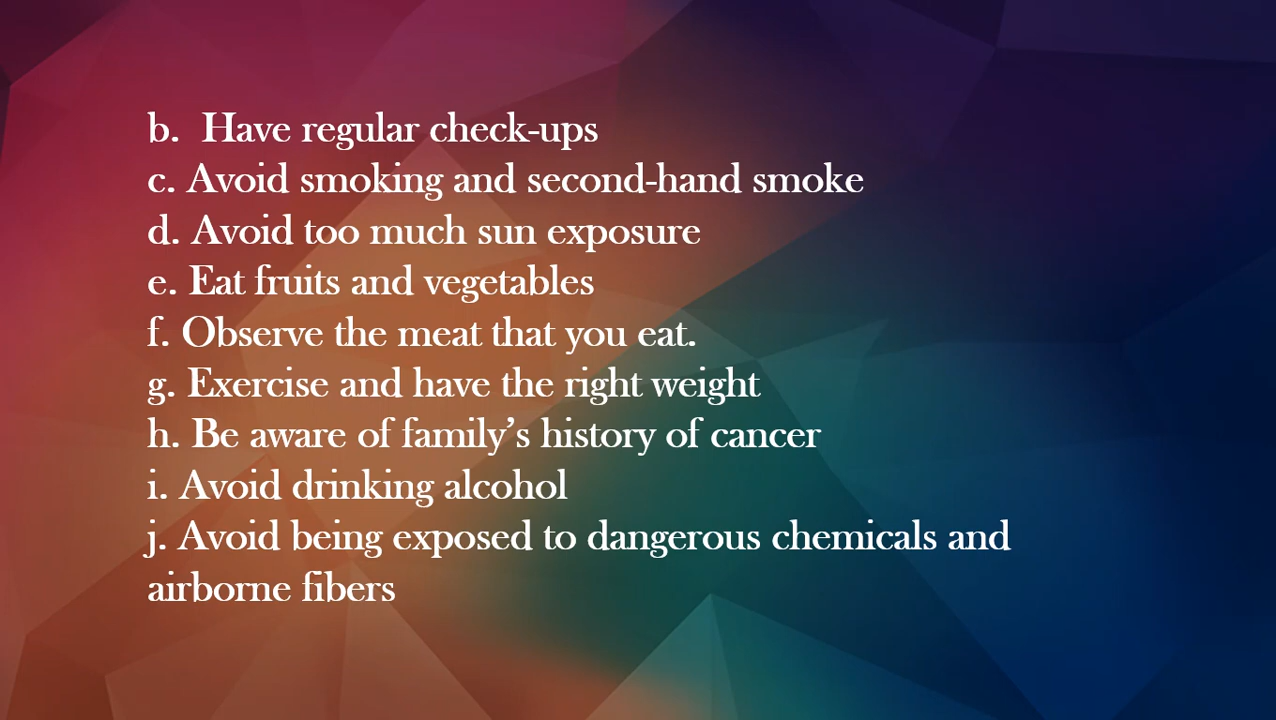 b.  Have regular check-ups
c. Avoid smoking and second-hand smoke
d. Avoid too much sun exposure
e. Eat fruits and vegetables
f. Observe the meat that you eat.
g. Exercise and have the right weight
h. Be aware of family’s history of cancer
i. Avoid drinking alcohol
j. Avoid being exposed to dangerous chemicals and
airborne fibers